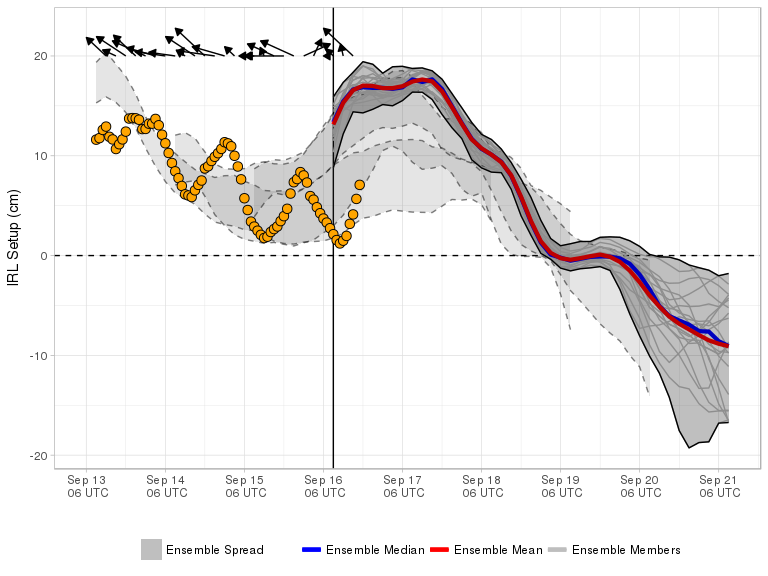 IRL Setup (cm)
20
10
0
-10
-20
Sep 13 Sep 14 Sep 15 Sep 16 Sep 17 Sep 18 Sep 19 Sep 20 Sep 21
06 UTC 06 UTC 06 UTC 06 UTC 06 UTC 06 UTC 06 UTC 06 UTC 06 UTC
Ensemble Spread Ensemble Median Ensemble Mean Ensemble Members